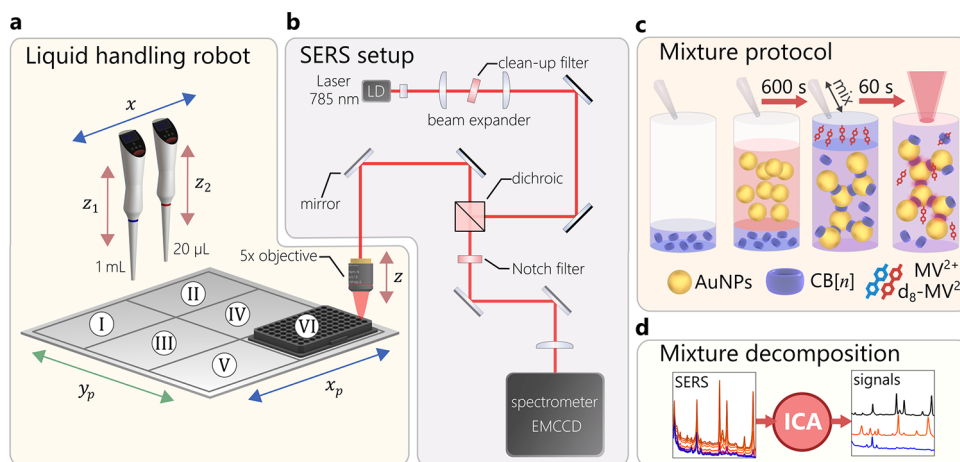 a
Liquid handling robot
x
z1
z2
1 mL
20 µL
I
II
III
IV
V
VI
yp
xp
b
SERS setup
Laser
785 nm
LD
clean-up filter
beam expander
mirror
dichroic
5x objective
z
Notch filter
spectrometer
EMCCD
c
Mixture protocol
600 s
mix
60 s
AuNPs
CB[n]
MV2+
d8-MV2
d
Mixture decomposition
SERS
ICA
signals